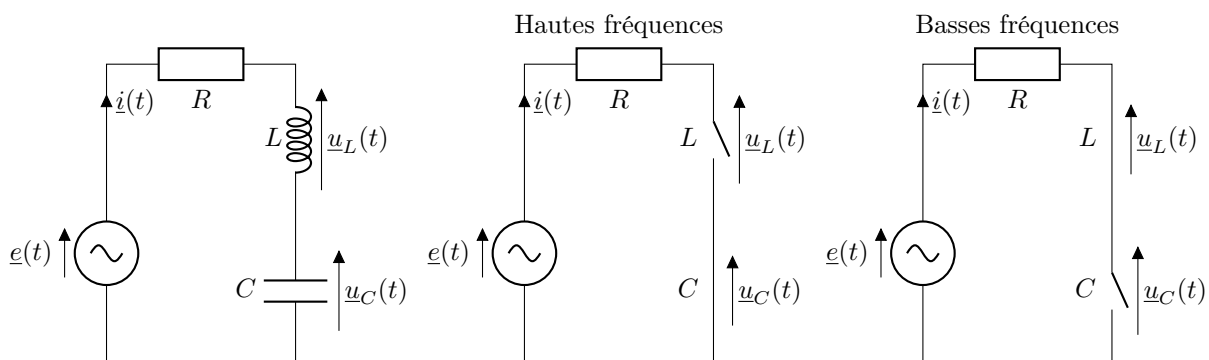 Hautes fréquences
Basses fréquences
R
i(t)
L
u_L(t)
e(t)
C
u_C(t)
R
i(t)
L
u_L(t)
e(t)
C
u_C(t)
R
i(t)
L
u_L(t)
e(t)
C
u_C(t)